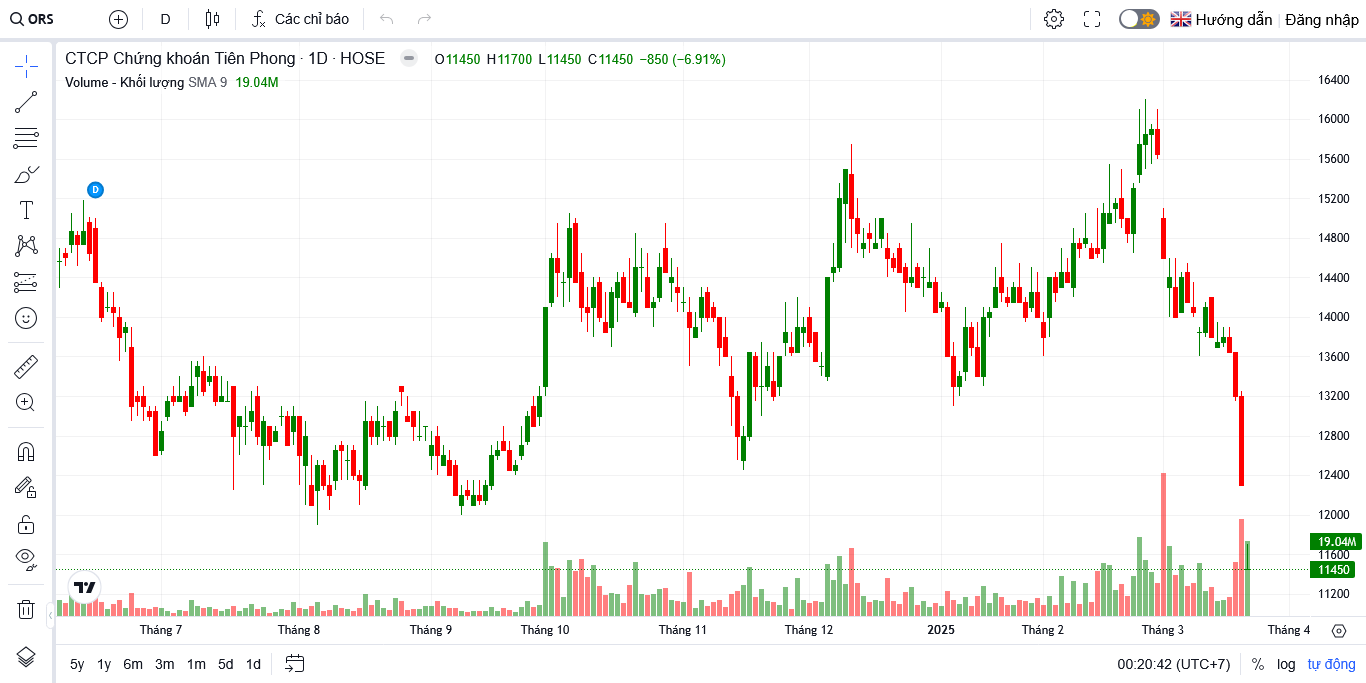 ORS D Các chỉ báo Hướng dẫn Đăng nhập
CTCP Chứng khoán Tiên Phong · 1D · HOSE O11450 H11700 L11450 C11450 −850 (−6.91%)
Volume - Khối lượng SMA 9 19.04M
D
16400
16000
15600
15200
14800
14400
14000
13600
13200
12800
12400
12000
19.04M
11600
11450
11200
Tháng 7 Tháng 8 Tháng 9 Tháng 10 Tháng 11 Tháng 12 2025 Tháng 2 Tháng 3 Tháng 4
5y 1y 6m 3m 1m 5d 1d 00:20:42 (UTC+7) % log tự động